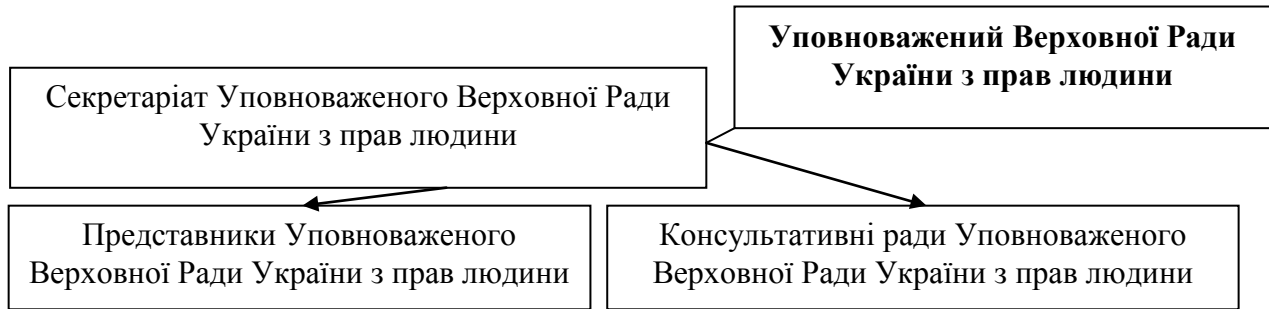 Уповноважений Верховної Ради
України з прав людини
Секретаріат Уповноваженого Верховної Ради
України з прав людини
Представники Уповноваженого
Верховної Ради України з прав людини
Консультативні ради Уповноваженого
Верховної Ради України з прав людини